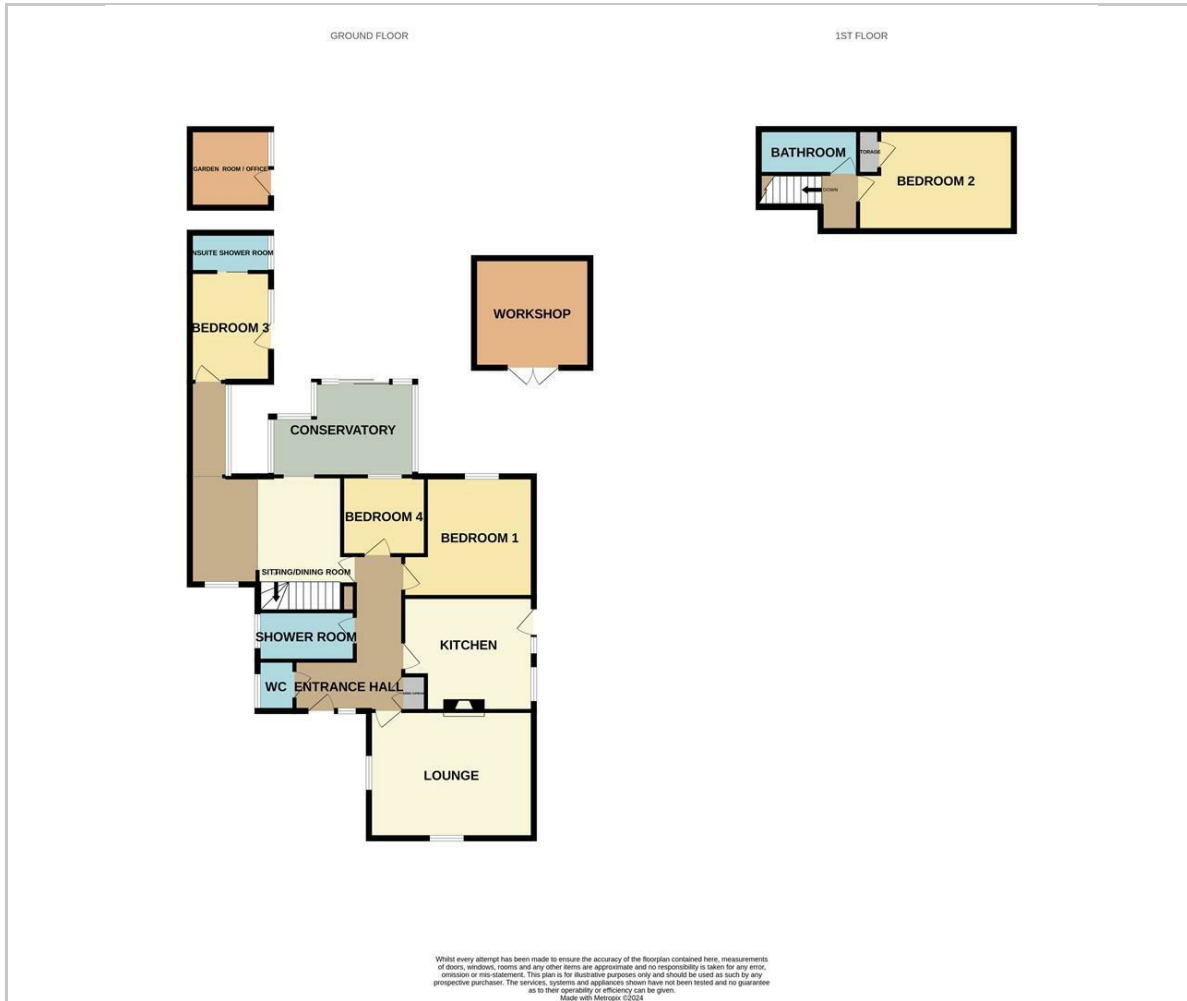 GROUND FLOOR
1ST FLOOR
GARDEN ROOM / OFFICE
BATHROOM
TORAGE
BEDROOM 2
DOWN
NSUITE SHOWER ROOM
BEDROOM 3
WORKSHOP
CONSERVATORY
BEDROOM 4
BEDROOM 1
SITTING/DINING ROOM
SHOWER ROOM
KITCHEN
WC
ENTRANCE HALL
LOUNGE
Whilst every attempt has been made to ensure the accuracy of the floorplan contained here, measurements
of doors, windows, rooms and any other items are approximate and no responsibility is taken for any error,
omission or mis-statement. This plan is for illustrative purposes only and should be used as such by any
prospective purchaser. The services, systems and appliances shown have not been tested and no guarantee
as to their operability or efficiency can be given.
Made with Metropix ©2024